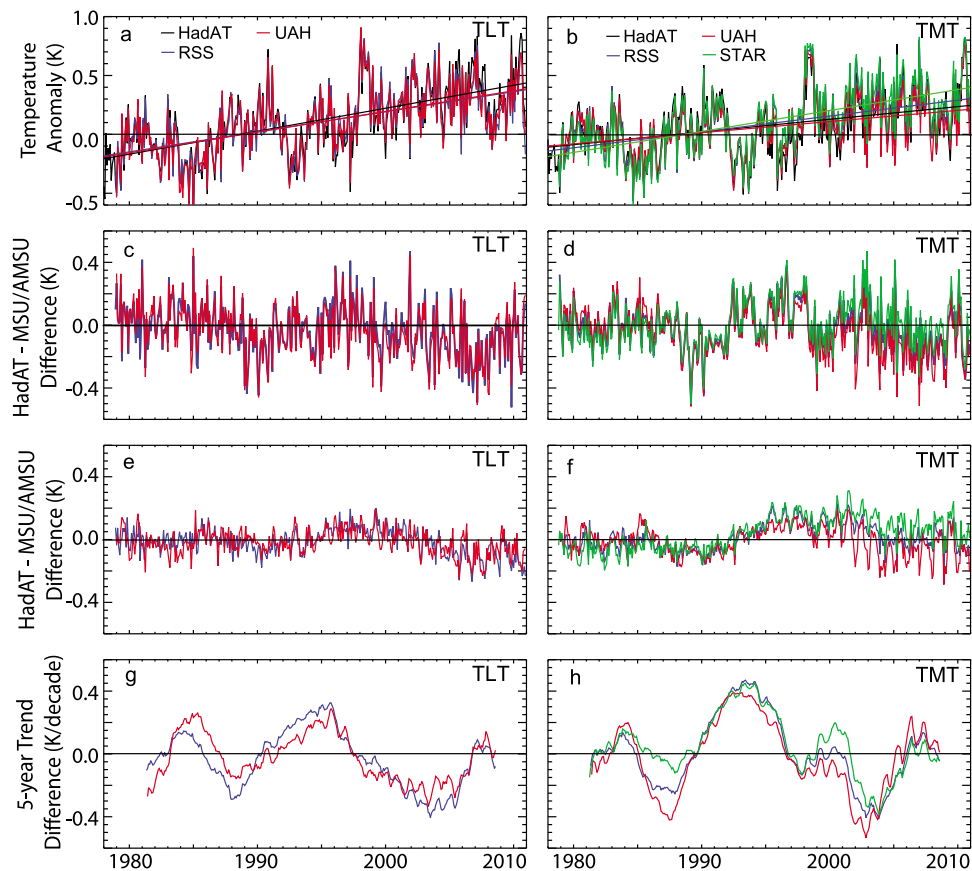 a HadAT UAH TLT
RSS
b HadAT UAH TMT
RSS STAR
Temperature
Anomaly (K)
1.0
0.5
0.0
-0.5
c TLT
d TMT
HadAT - MSU/AMSU
Difference (K)
0.4
0.0
-0.4
e TLT
f TMT
HadAT - MSU/AMSU
Difference (K)
0.4
0.0
-0.4
g TLT
h TMT
5-year Trend
Difference (K/decade)
0.4
0.0
-0.4
1980 1990 2000 2010
1980 1990 2000 2010